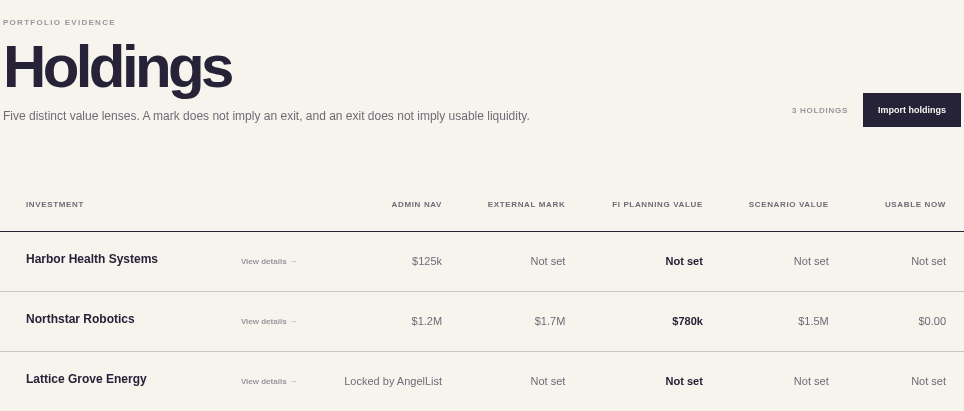 PORTFOLIO EVIDENCE
Holdings
Five distinct value lenses. A mark does not imply an exit, and an exit does not imply usable liquidity.
3 HOLDINGS
Import holdings
INVESTMENT ADMIN NAV EXTERNAL MARK FI PLANNING VALUE SCENARIO VALUE USABLE NOW
Harbor Health Systems View details → $125k Not set Not set Not set Not set
Northstar Robotics View details → $1.2M $1.7M $780k $1.5M $0.00
Lattice Grove Energy View details → Locked by AngelList Not set Not set Not set Not set